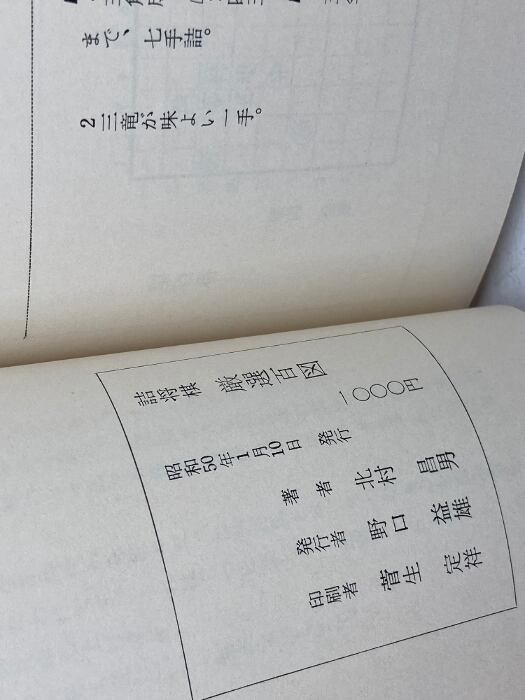 まで、七手詰。
2三竜が味よい一手。
詰将棋 厳選百図
一〇〇〇円
昭和50年1月10日 発行
著者 北村 昌男
発行者 野口 益雄
印刷者 菅生 定祥